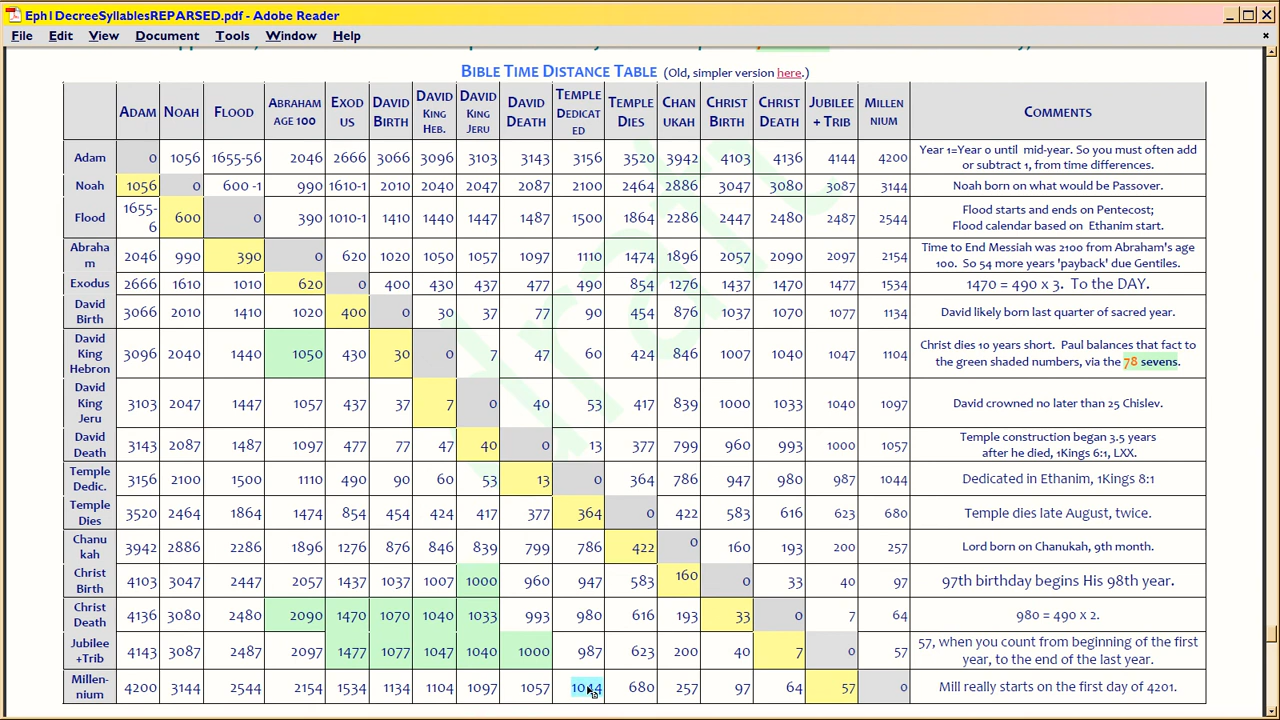 Eph1DecreeSyllablesREPARSED.pdf - Adobe Reader
File Edit View Document Tools Window Help
BIBLE TIME DISTANCE TABLE (Old, simpler version here.)
ADAM NOAH FLOOD ABRAHAM AGE 100 EXODUS DAVID BIRTH DAVID KING HEB. DAVID KING JERU DAVID DEATH TEMPLE DEDICATED TEMPLE DIES CHANUKAH CHRIST BIRTH CHRIST DEATH JUBILEE + TRIB MILLENNIUM COMMENTS
Adam 0 1056 1655-56 2046 2666 3066 3096 3103 3143 3156 3520 3942 4103 4136 4144 4200 Year 1=Year 0 until mid-year. So you must often add
or subtract 1, from time differences.
Noah 1056 0 600 -1 990 1610-1 2010 2040 2047 2087 2100 2464 2886 3047 3080 3087 3144 Noah born on what would be Passover.
Flood 1655-6 600 0 390 1010-1 1410 1440 1447 1487 1500 1864 2286 2447 2480 2487 2544 Flood starts and ends on Pentecost;
Flood calendar based on Ethanim start.
Abraham 2046 990 390 0 620 1020 1050 1057 1097 1110 1474 1896 2057 2090 2097 2154 Time to End Messiah was 2100 from Abraham's age
100. So 54 more years 'payback' due Gentiles.
Exodus 2666 1610 1010 620 0 400 430 437 477 490 854 1276 1437 1470 1477 1534 1470 = 490 x 3. To the DAY.
David Birth 3066 2010 1410 1020 400 0 30 37 77 90 454 876 1037 1070 1077 1134 David likely born last quarter of sacred year.
David King Hebron 3096 2040 1440 1050 430 30 0 7 47 60 424 846 1007 1040 1047 1104 Christ dies 10 years short. Paul balances that fact to
the green shaded numbers, via the 78 sevens.
David King Jeru 3103 2047 1447 1057 437 37 7 0 40 53 417 839 1000 1033 1040 1097 David crowned no later than 25 Chislev.
David Death 3143 2087 1487 1097 477 77 47 40 0 13 377 799 960 993 1000 1057 Temple construction began 3.5 years
after he died, 1Kings 6:1, LXX.
Temple Dedic. 3156 2100 1500 1110 490 90 60 53 13 0 364 786 947 980 987 1044 Dedicated in Ethanim, 1Kings 8:1
Temple Dies 3520 2464 1864 1474 854 454 424 417 377 364 0 422 583 616 623 680 Temple dies late August, twice.
Chanukah 3942 2886 2286 1896 1276 876 846 839 799 786 422 0 160 193 200 257 Lord born on Chanukah, 9th month.
Christ Birth 4103 3047 2447 2057 1437 1037 1007 1000 960 947 583 160 0 33 40 97 97th birthday begins His 98th year.
Christ Death 4136 3080 2480 2090 1470 1070 1040 1033 993 980 616 193 33 0 7 64 980 = 490 x 2.
Jubilee +Trib 4143 3087 2487 2097 1477 1077 1047 1040 1000 987 623 200 40 7 0 57 57, when you count from beginning of the first
year, to the end of the last year.
Millennium 4200 3144 2544 2154 1534 1134 1104 1097 1057 1044 680 257 97 64 57 0 Mill really starts on the first day of 4201.
draft